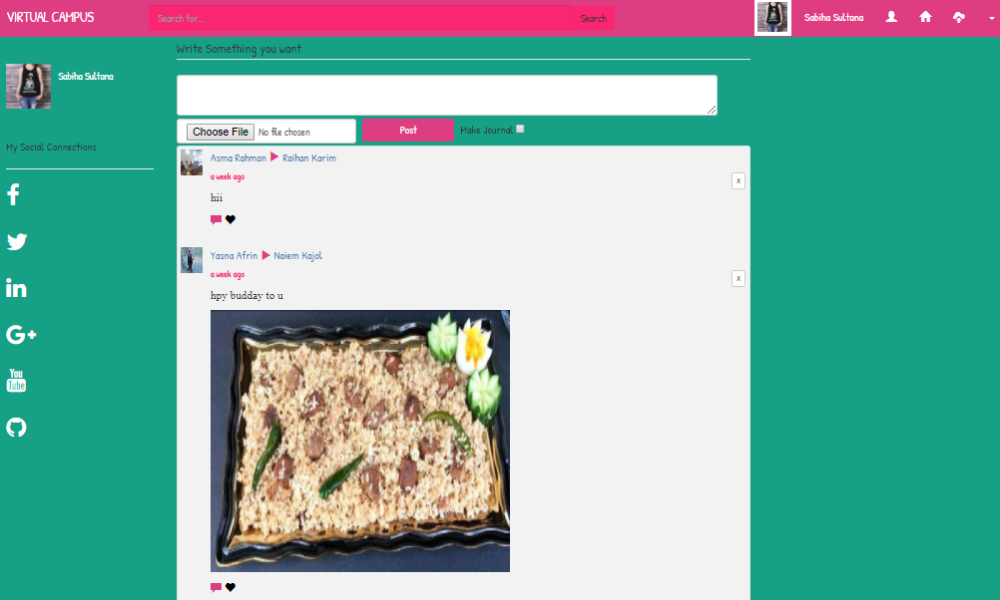 VIRTUAL CAMPUS
Search for...
Search
Sabiha Sultana
Sabiha Sultana
My Social Connections
You
Tube
Write Something you want
Choose File No file chosen
Post
Make Journal
Asma Rahman Raihan Karim
a week ago
x
hii
Yasna Afrin Naiem Kajol
a week ago
x
hpy budday to u